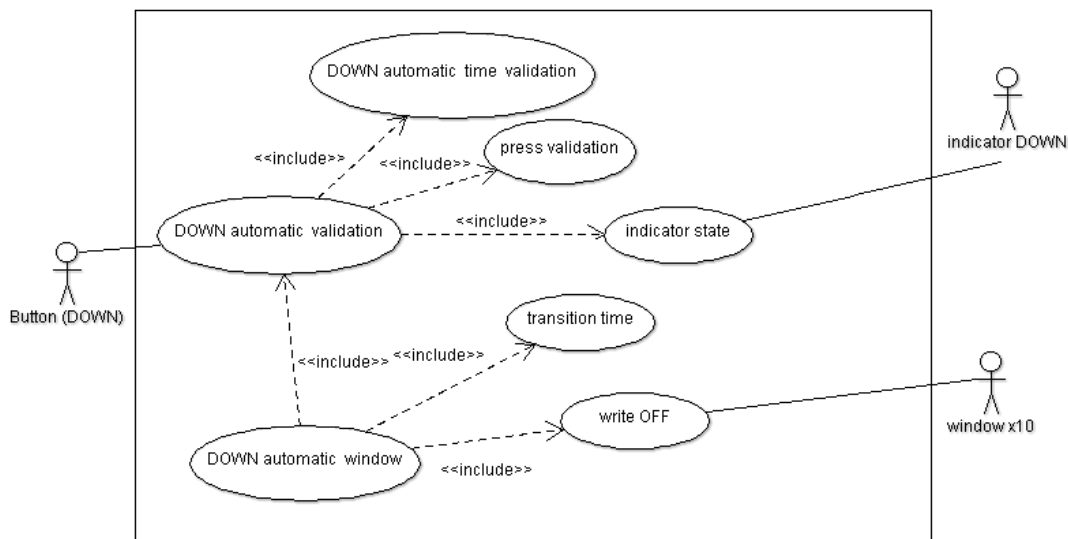 DOWN automatic time validation
press validation
<<include>>
<<include>>
indicator DOWN
<<include>>
DOWN automatic validation
indicator state
Button (DOWN)
transition time
<<include>>
<<include>>
write OFF
window x10
DOWN automatic window
<<include>>